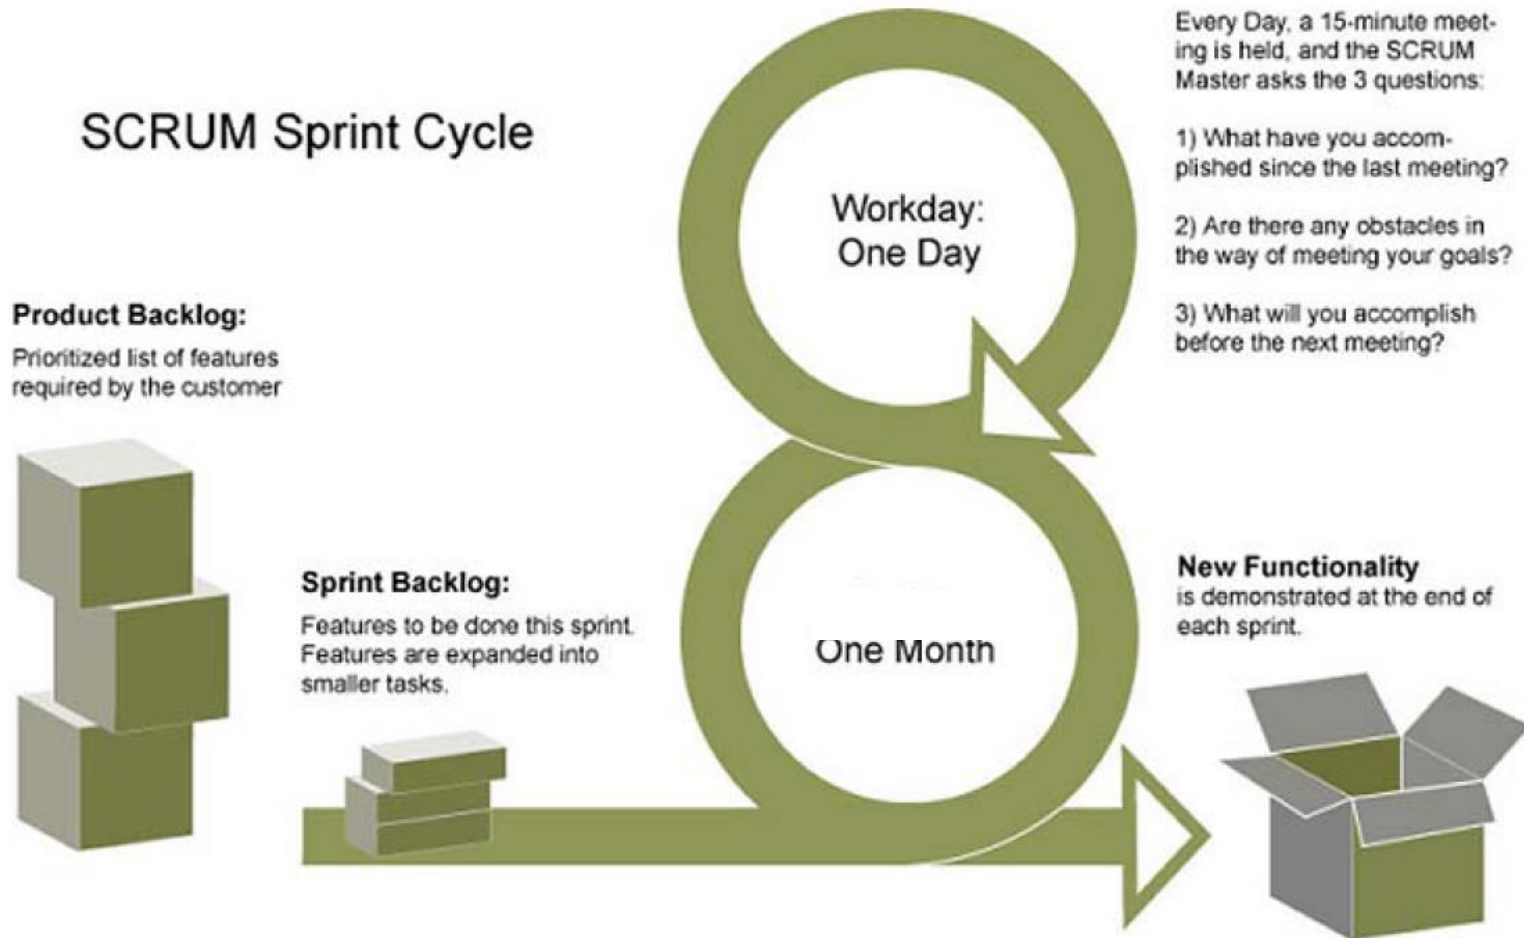 SCRUM Sprint Cycle
Product Backlog:
Prioritized list of features
required by the customer
Sprint Backlog:
Features to be done this sprint.
Features are expanded into
smaller tasks.
Workday:
One Day
One Month
Every Day, a 15-minute meet-
ing is held, and the SCRUM
Master asks the 3 questions:
1) What have you accom-
plished since the last meeting?
2) Are there any obstacles in
the way of meeting your goals?
3) What will you accomplish
before the next meeting?
New Functionality
is demonstrated at the end of
each sprint.